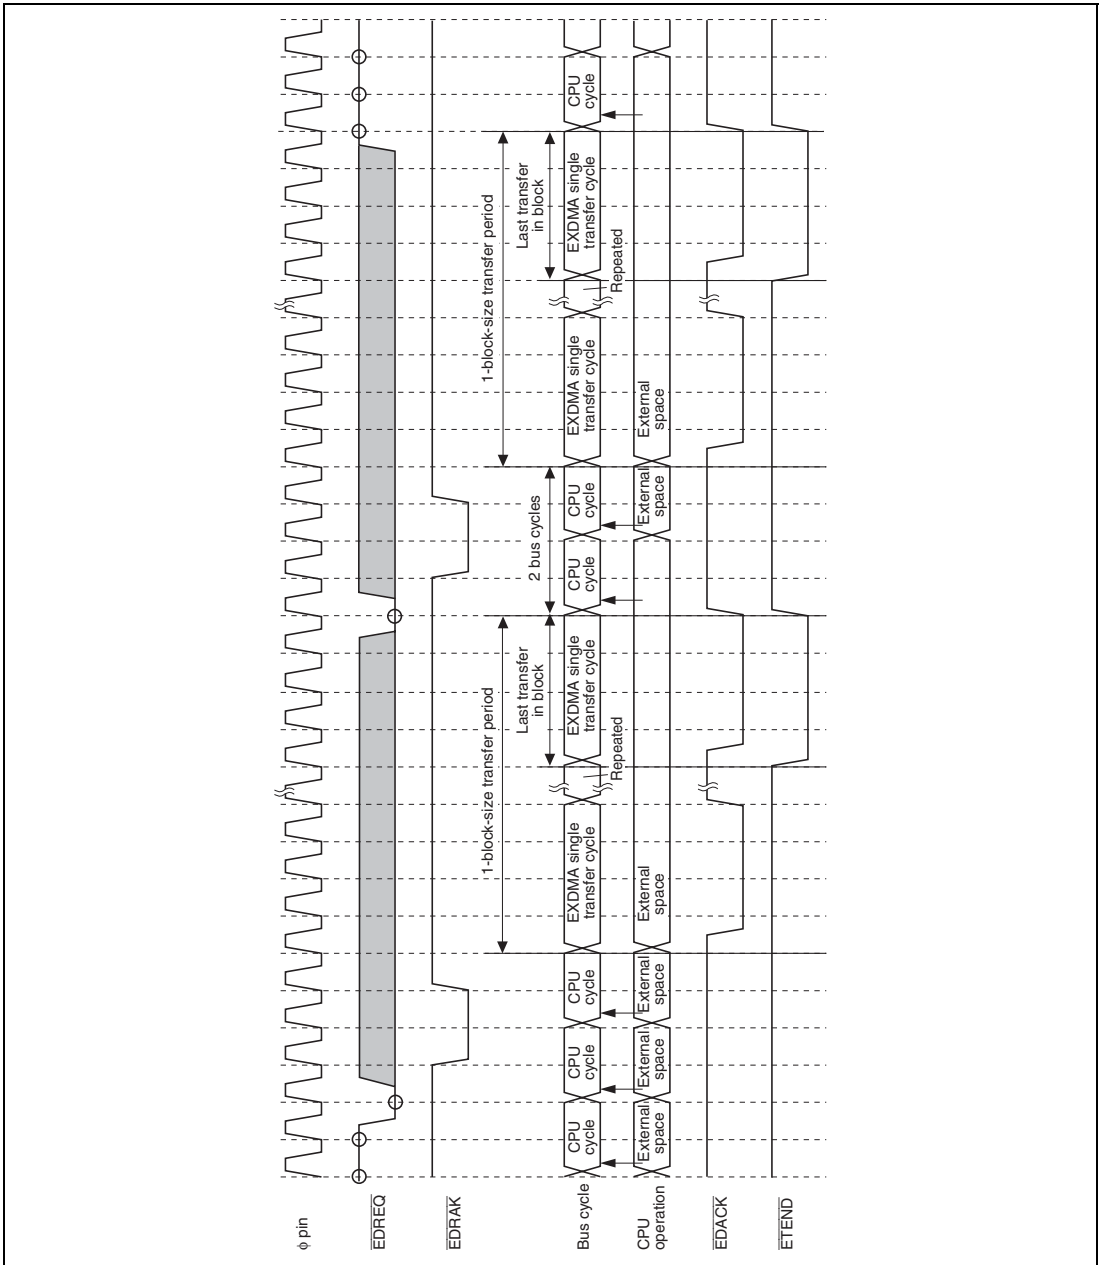 φ pin
EDREQ
EDRAK
1-block-size transfer period
1-block-size transfer period
Last transfer
in block
2 bus cycles
Last transfer
in block
Bus cycle
CPU
cycle
CPU
cycle
CPU
cycle
EXDMA single
transfer cycle
EXDMA single
transfer cycle
CPU
cycle
CPU
cycle
EXDMA single
transfer cycle
EXDMA single
transfer cycle
CPU
cycle
Repeated
Repeated
CPU
operation
External
space
External
space
External
space
External
space
External
space
External
space
EDACK
ETEND